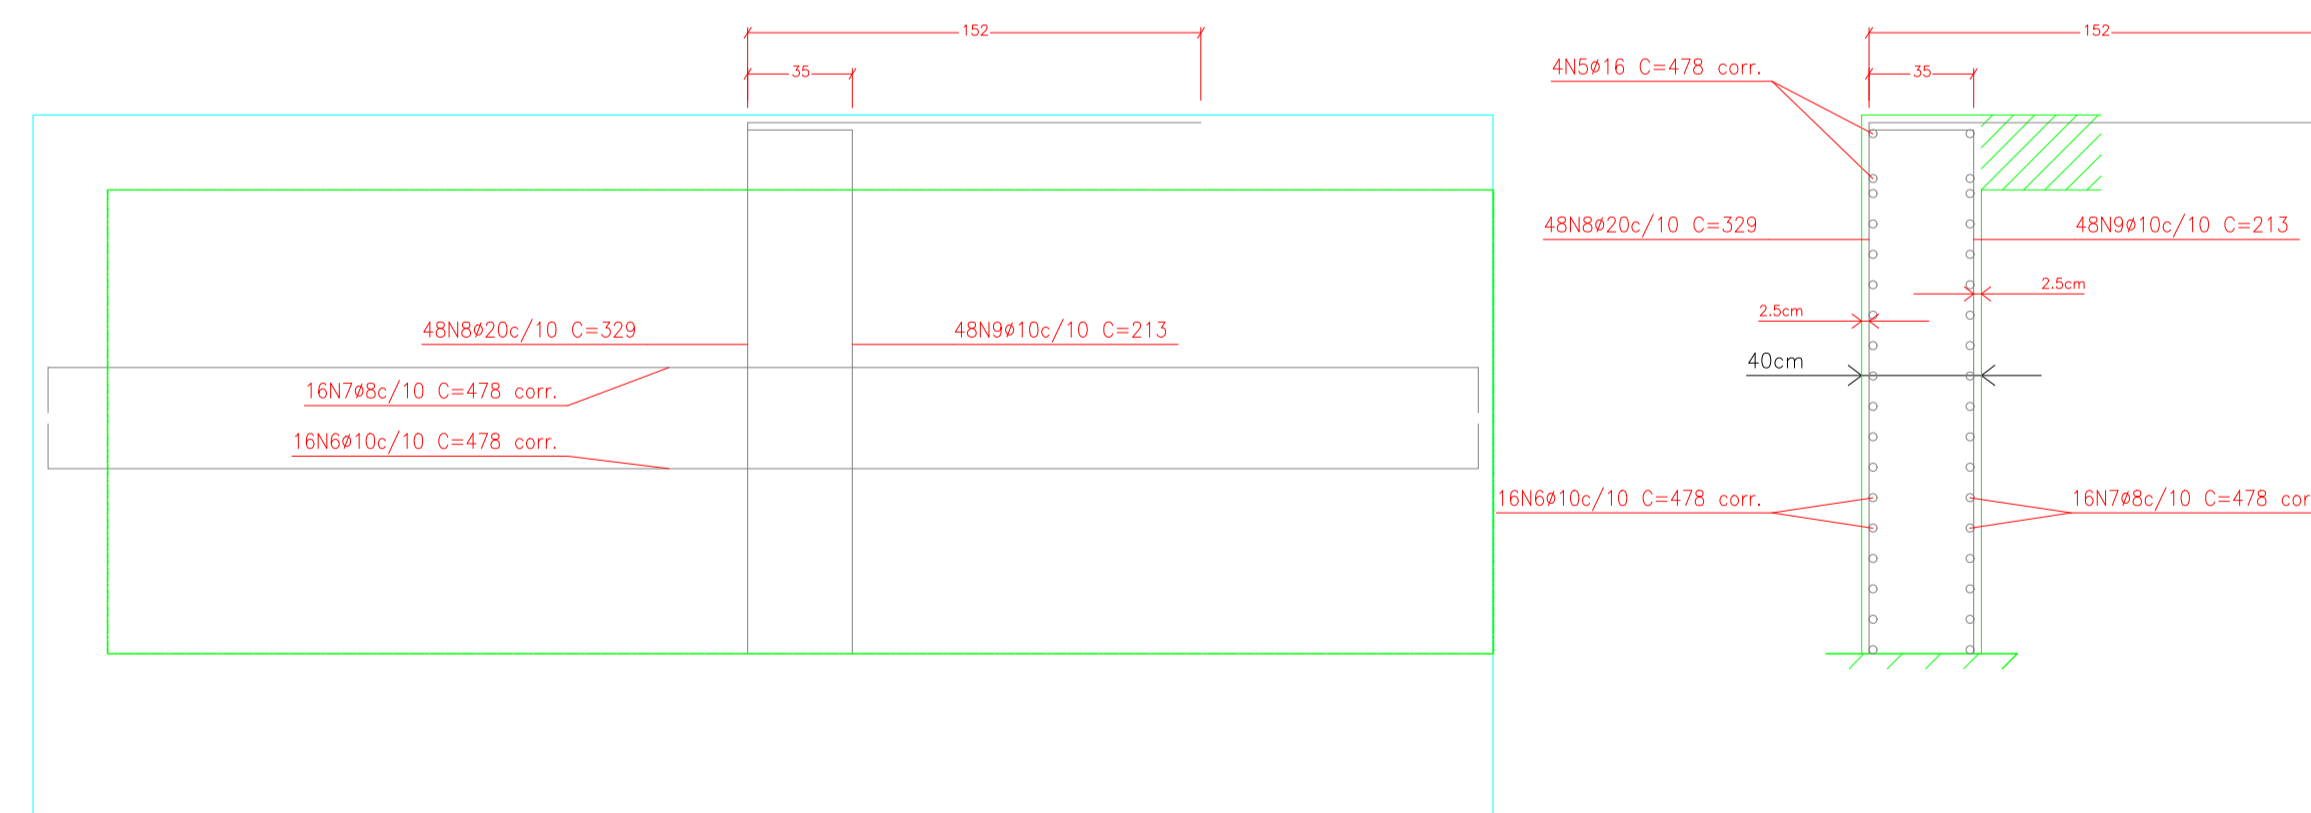 152
35
48N8ø20c/10 C=329
48N9ø10c/10 C=213
16N7ø8c/10 C=478 corr.
16N6ø10c/10 C=478 corr.
152
35
4N5ø16 C=478 corr.
48N8ø20c/10 C=329
48N9ø10c/10 C=213
2.5cm
2.5cm
40cm
16N6ø10c/10 C=478 corr.
16N7ø8c/10 C=478 cor